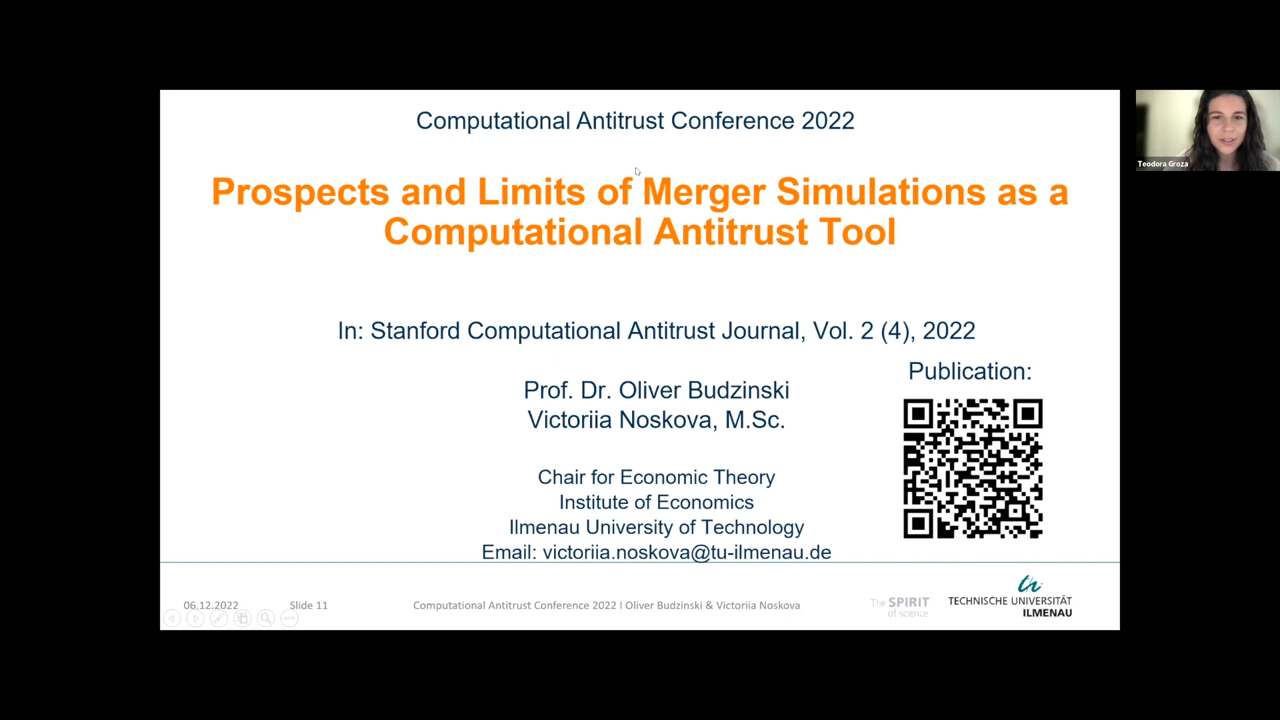 Computational Antitrust Conference 2022
Prospects and Limits of Merger Simulations as a
Computational Antitrust Tool
In: Stanford Computational Antitrust Journal, Vol. 2 (4), 2022
Publication:
Prof. Dr. Oliver Budzinski
Victoriia Noskova, M.Sc.
Chair for Economic Theory
Institute of Economics
Ilmenau University of Technology
Email: victoriia.noskova@tu-ilmenau.de
06.12.2022
Slide 11
Computational Antitrust Conference 2022 I Oliver Budzinski & Victoriia Noskova
The SPIRIT
of science
TECHNISCHE UNIVERSITÄT
ILMENAU
Teodora Groza